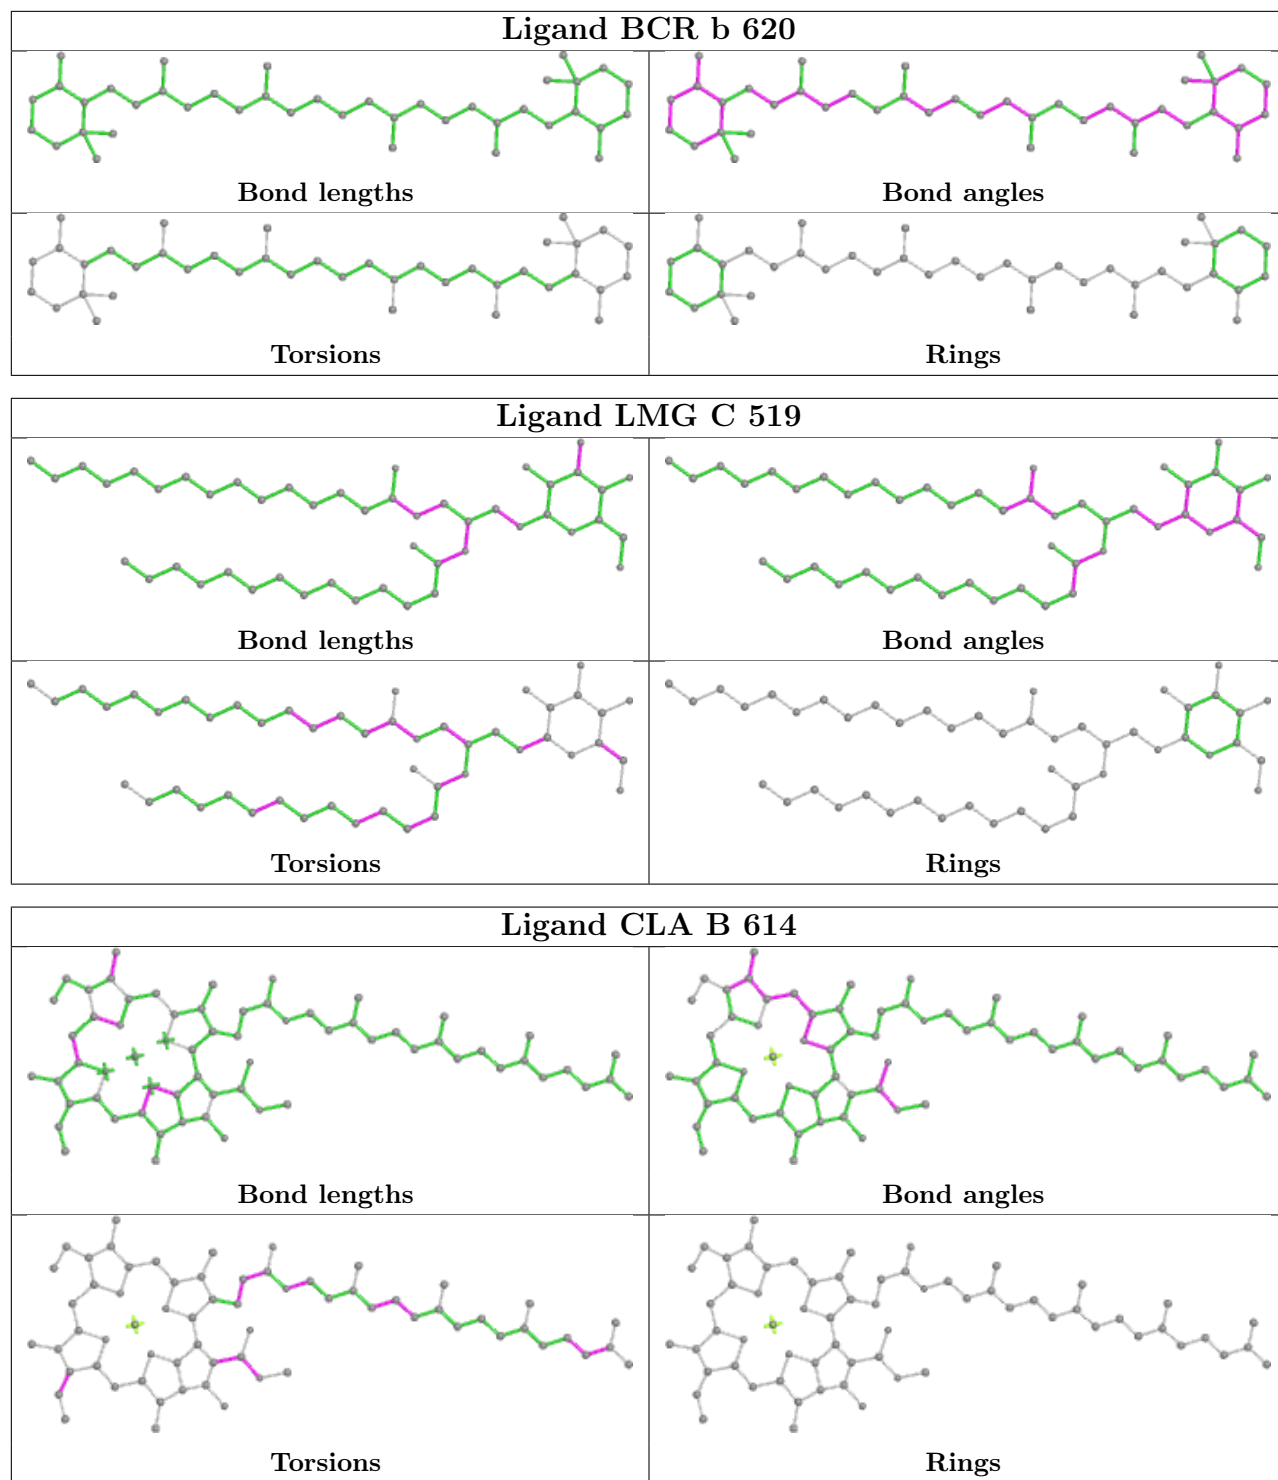 Ligand BCR b 620
Bond lengths
Bond angles
Torsions
Rings
Ligand LMG C 519
Bond lengths
Bond angles
Torsions
Rings
Ligand CLA B 614
Bond lengths
Bond angles
Torsions
Rings